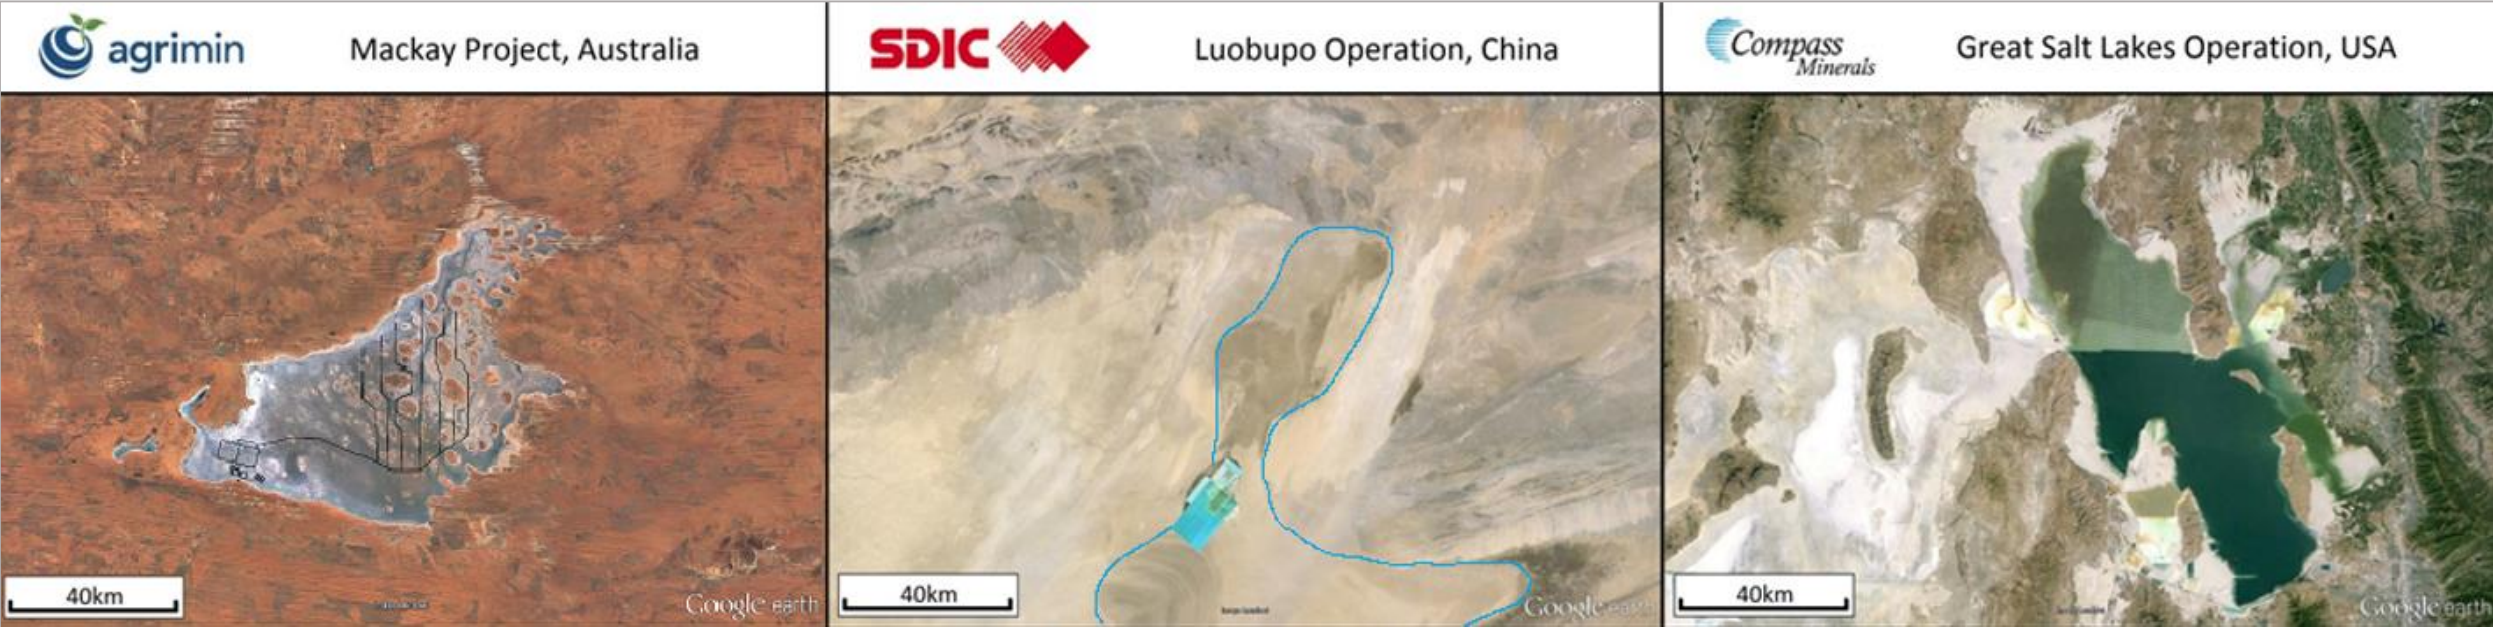 agrimin
Mackay Project, Australia
SDIC
Luobupo Operation, China
Compass
Minerals
Great Salt Lakes Operation, USA
40km
Google earth
40km
Google earth
40km
Google earth